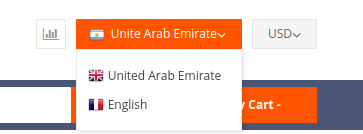 Unite Arab Emirate
USD
United Arab Emirate
English
y Cart -